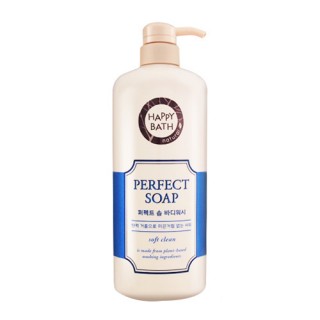 HAPPY
BATH
natural
PERFECT
SOAP
퍼펙트 솝 바디워시
soft clean
is made from plant-based
washing ingredients